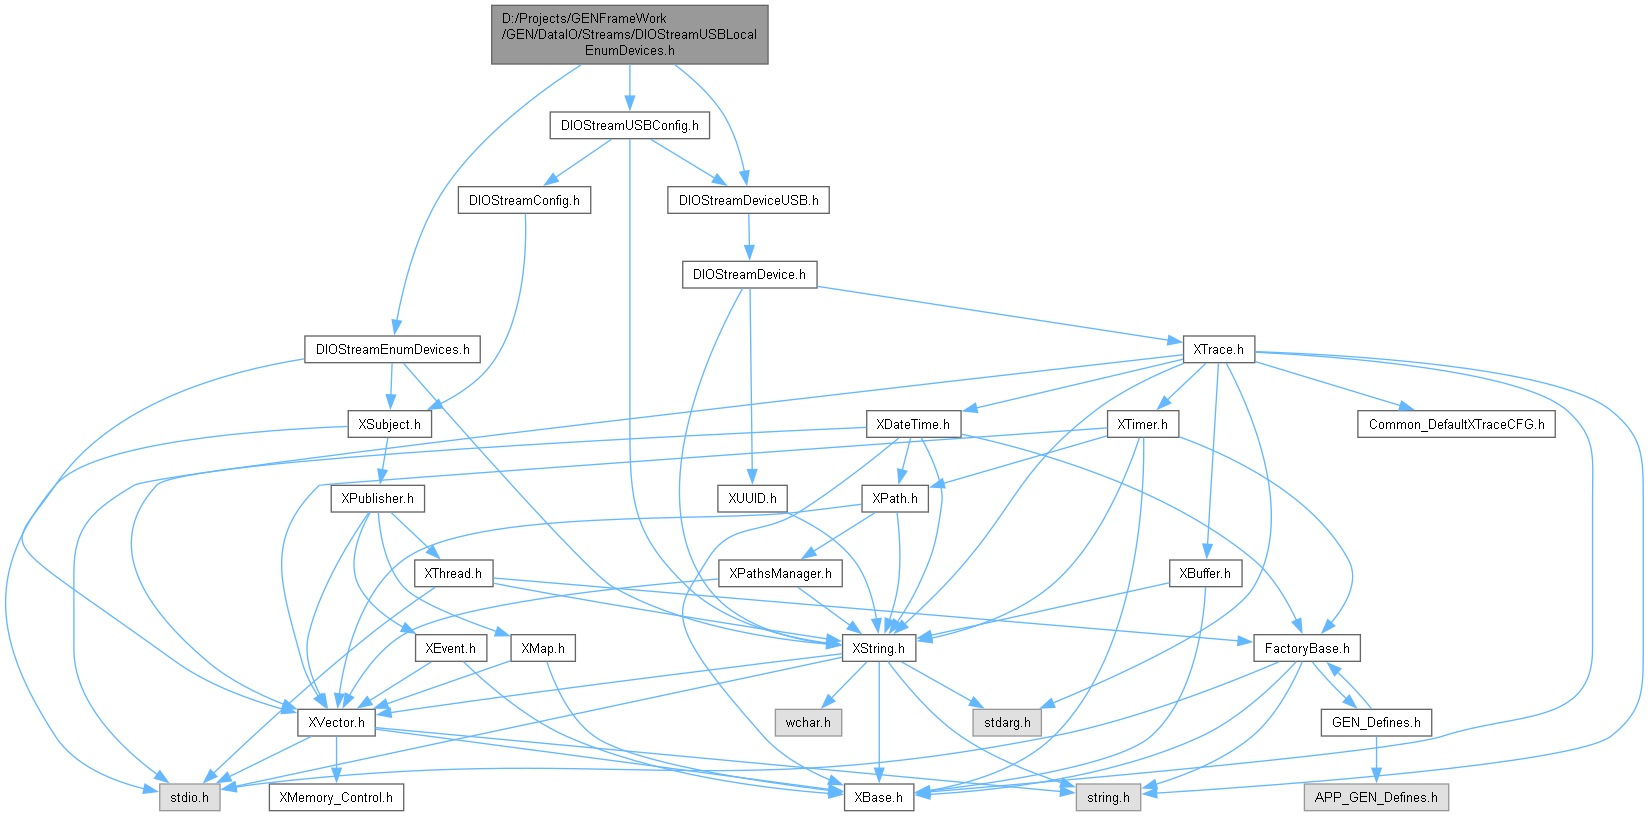 D:/Projects/GENFrameWork
/GEN/DataIO/Streams/DIOStreamUSBLocal
EnumDevices.h
DIOStreamUSBConfig.h
DIOStreamConfig.h
DIOStreamDeviceUSB.h
DIOStreamDevice.h
DIOStreamEnumDevices.h
XTrace.h
XSubject.h
XDateTime.h
XTimer.h
Common_DefaultXTraceCFG.h
XPublisher.h
XUUID.h
XPath.h
XThread.h
XPathsManager.h
XBuffer.h
XEvent.h
XMap.h
XString.h
FactoryBase.h
XVector.h
wchar.h
stdarg.h
GEN_Defines.h
stdio.h
XMemory_Control.h
XBase.h
string.h
APP_GEN_Defines.h